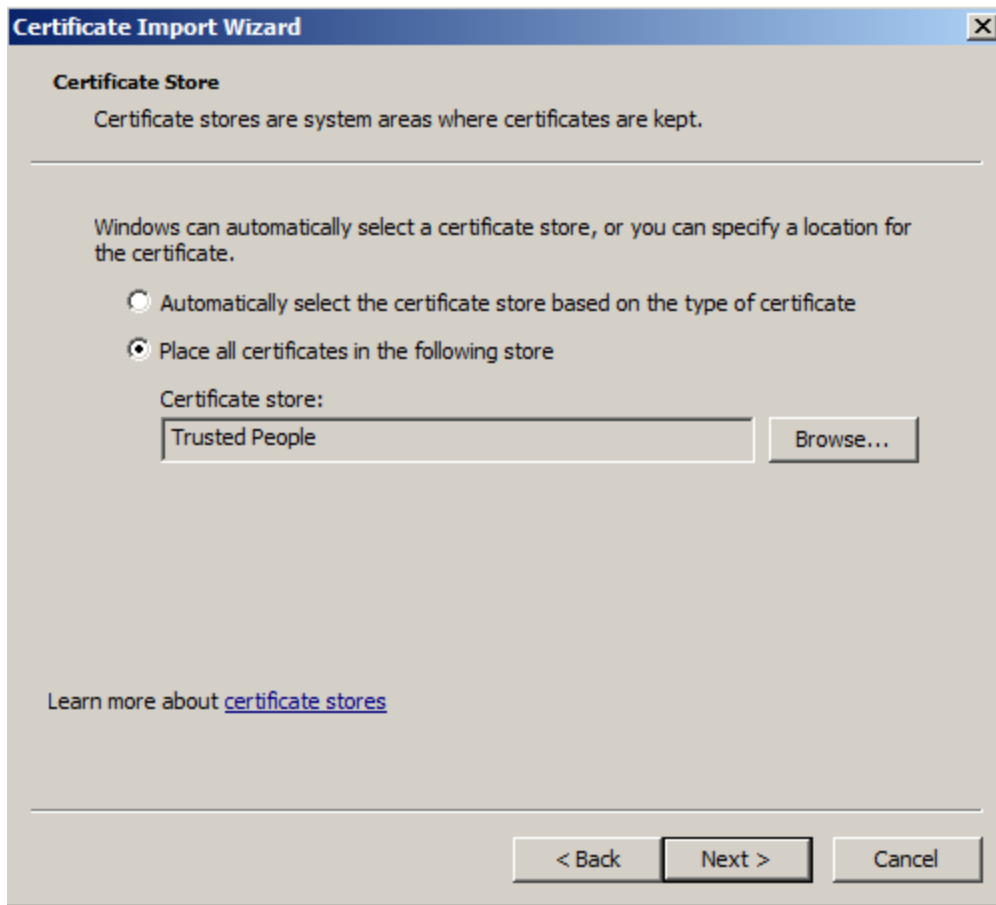 Certificate Import Wizard
Certificate Store
Certificate stores are system areas where certificates are kept.
Windows can automatically select a certificate store, or you can specify a location for
the certificate.
Automatically select the certificate store based on the type of certificate
Place all certificates in the following store
Certificate store:
Trusted People
Browse...
Learn more about certificate stores
< Back
Next >
Cancel